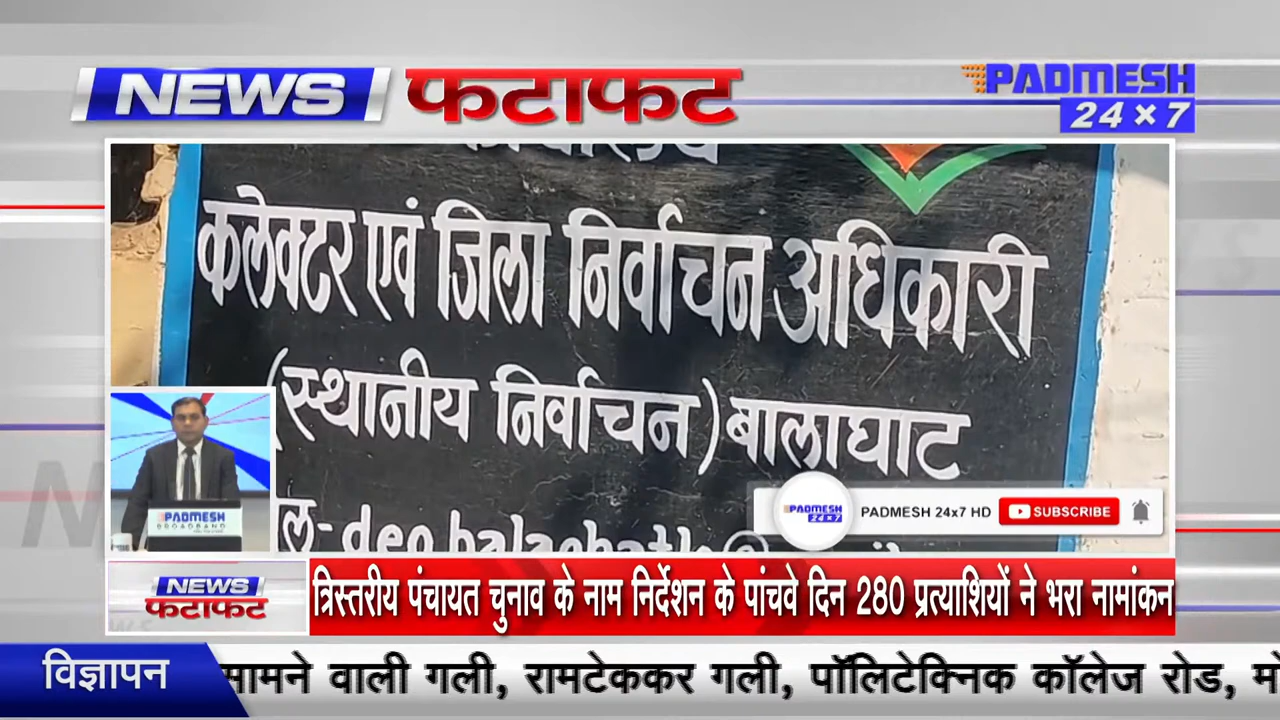 NEWS फटाफट
PADMESH
24×7
कलेक्टर एवं जिला निर्वाचन अधिकारी
(स्थानीय निर्वाचन) बालाघाट
PADMESH
BROADBAND
PADMESH
24x7
PADMESH 24x7 HD SUBSCRIBE
NEWS
फटाफट
त्रिस्तरीय पंचायत चुनाव के नाम निर्देशन के पांचवे दिन 280 प्रत्याशियों ने भरा नामांकन
विज्ञापन सामने वाली गली, रामटेककर गली, पॉलिटेक्निक कॉलेज रोड,